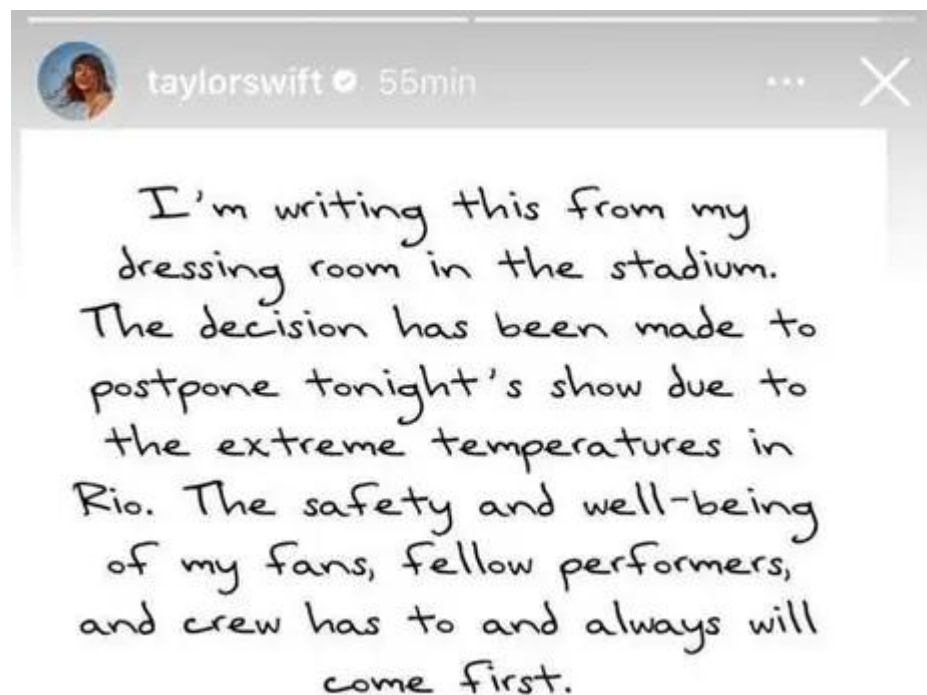 taylorswift 55min
I'm writing this from my
dressing room in the stadium.
The decision has been made to
postpone tonight's show due to
the extreme temperatures in
Rio. The safety and well-being
of my fans, fellow performers,
and crew has to and always will
come first.